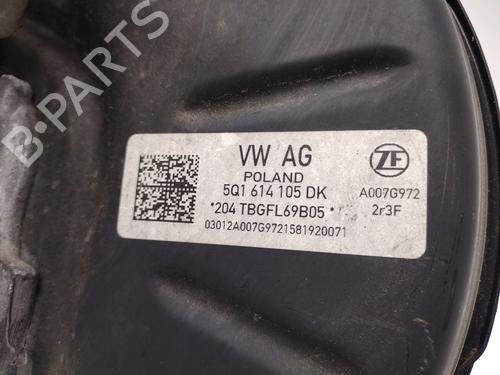 B-PARTS
VW AG
POLAND
5Q1 614 105 DK
*204 TBGFL69B05*
03012A007G9721581920071
ZF
A007G972
2r3F